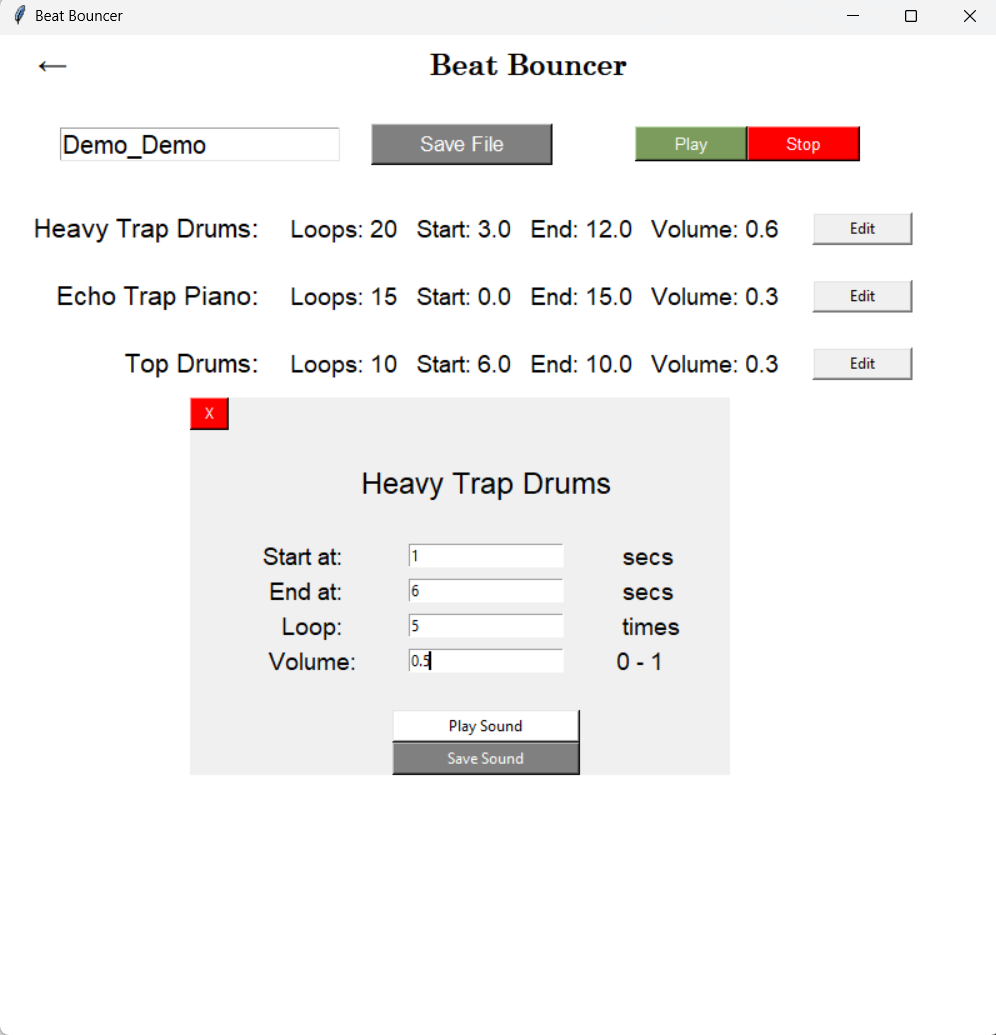 Beat Bouncer
← Beat Bouncer
Demo_Demo Save File Play Stop
Heavy Trap Drums: Loops: 20 Start: 3.0 End: 12.0 Volume: 0.6 Edit
Echo Trap Piano: Loops: 15 Start: 0.0 End: 15.0 Volume: 0.3 Edit
Top Drums: Loops: 10 Start: 6.0 End: 10.0 Volume: 0.3 Edit
X
Heavy Trap Drums
Start at: 1 secs
End at: 6 secs
Loop: 5 times
Volume: 0.5 0 - 1
Play Sound
Save Sound